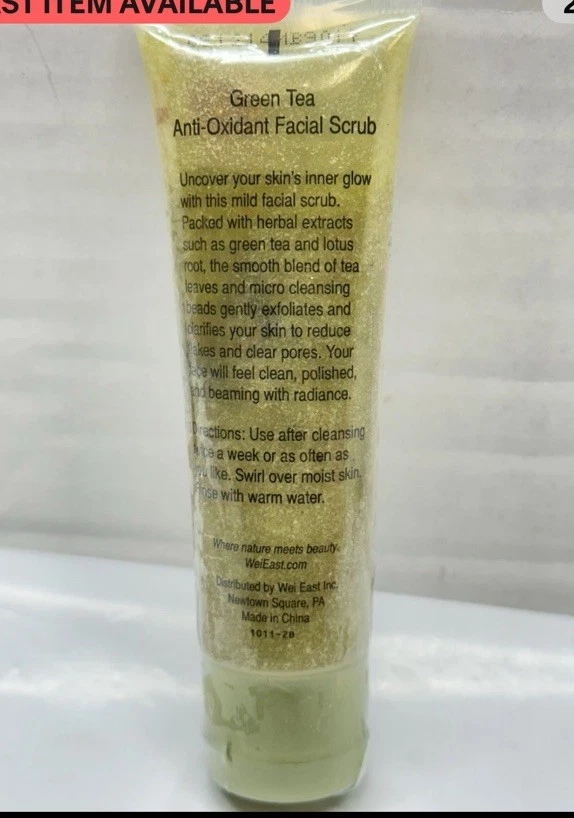 ITEM AVAILABLE
2
Green Tea
Anti-Oxidant Facial Scrub
Uncover your skin's inner glow
with this mild facial scrub.
Packed with herbal extracts
such as green tea and lotus
root, the smooth blend of tea
leaves and micro cleansing
beads gently exfoliates and
clarifies your skin to reduce
flakes and clear pores. Your
face will feel clean, polished,
and beaming with radiance.
Directions: Use after cleansing
twice a week or as often as
you like. Swirl over moist skin.
Rinse with warm water.
Where nature meets beauty.
WeiEast.com
Distributed by Wei East Inc.
Newtown Square, PA
Made in China
1011-2B